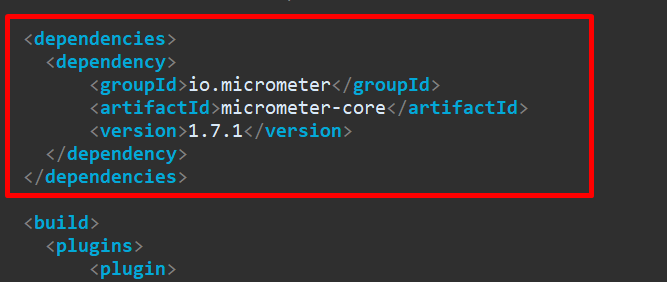 <dependencies>
<dependency>
<groupId>io.micrometer</groupId>
<artifactId>micrometer-core</artifactId>
<version>1.7.1</version>
</dependency>
</dependencies>
<build>
<plugins>
<plugin>